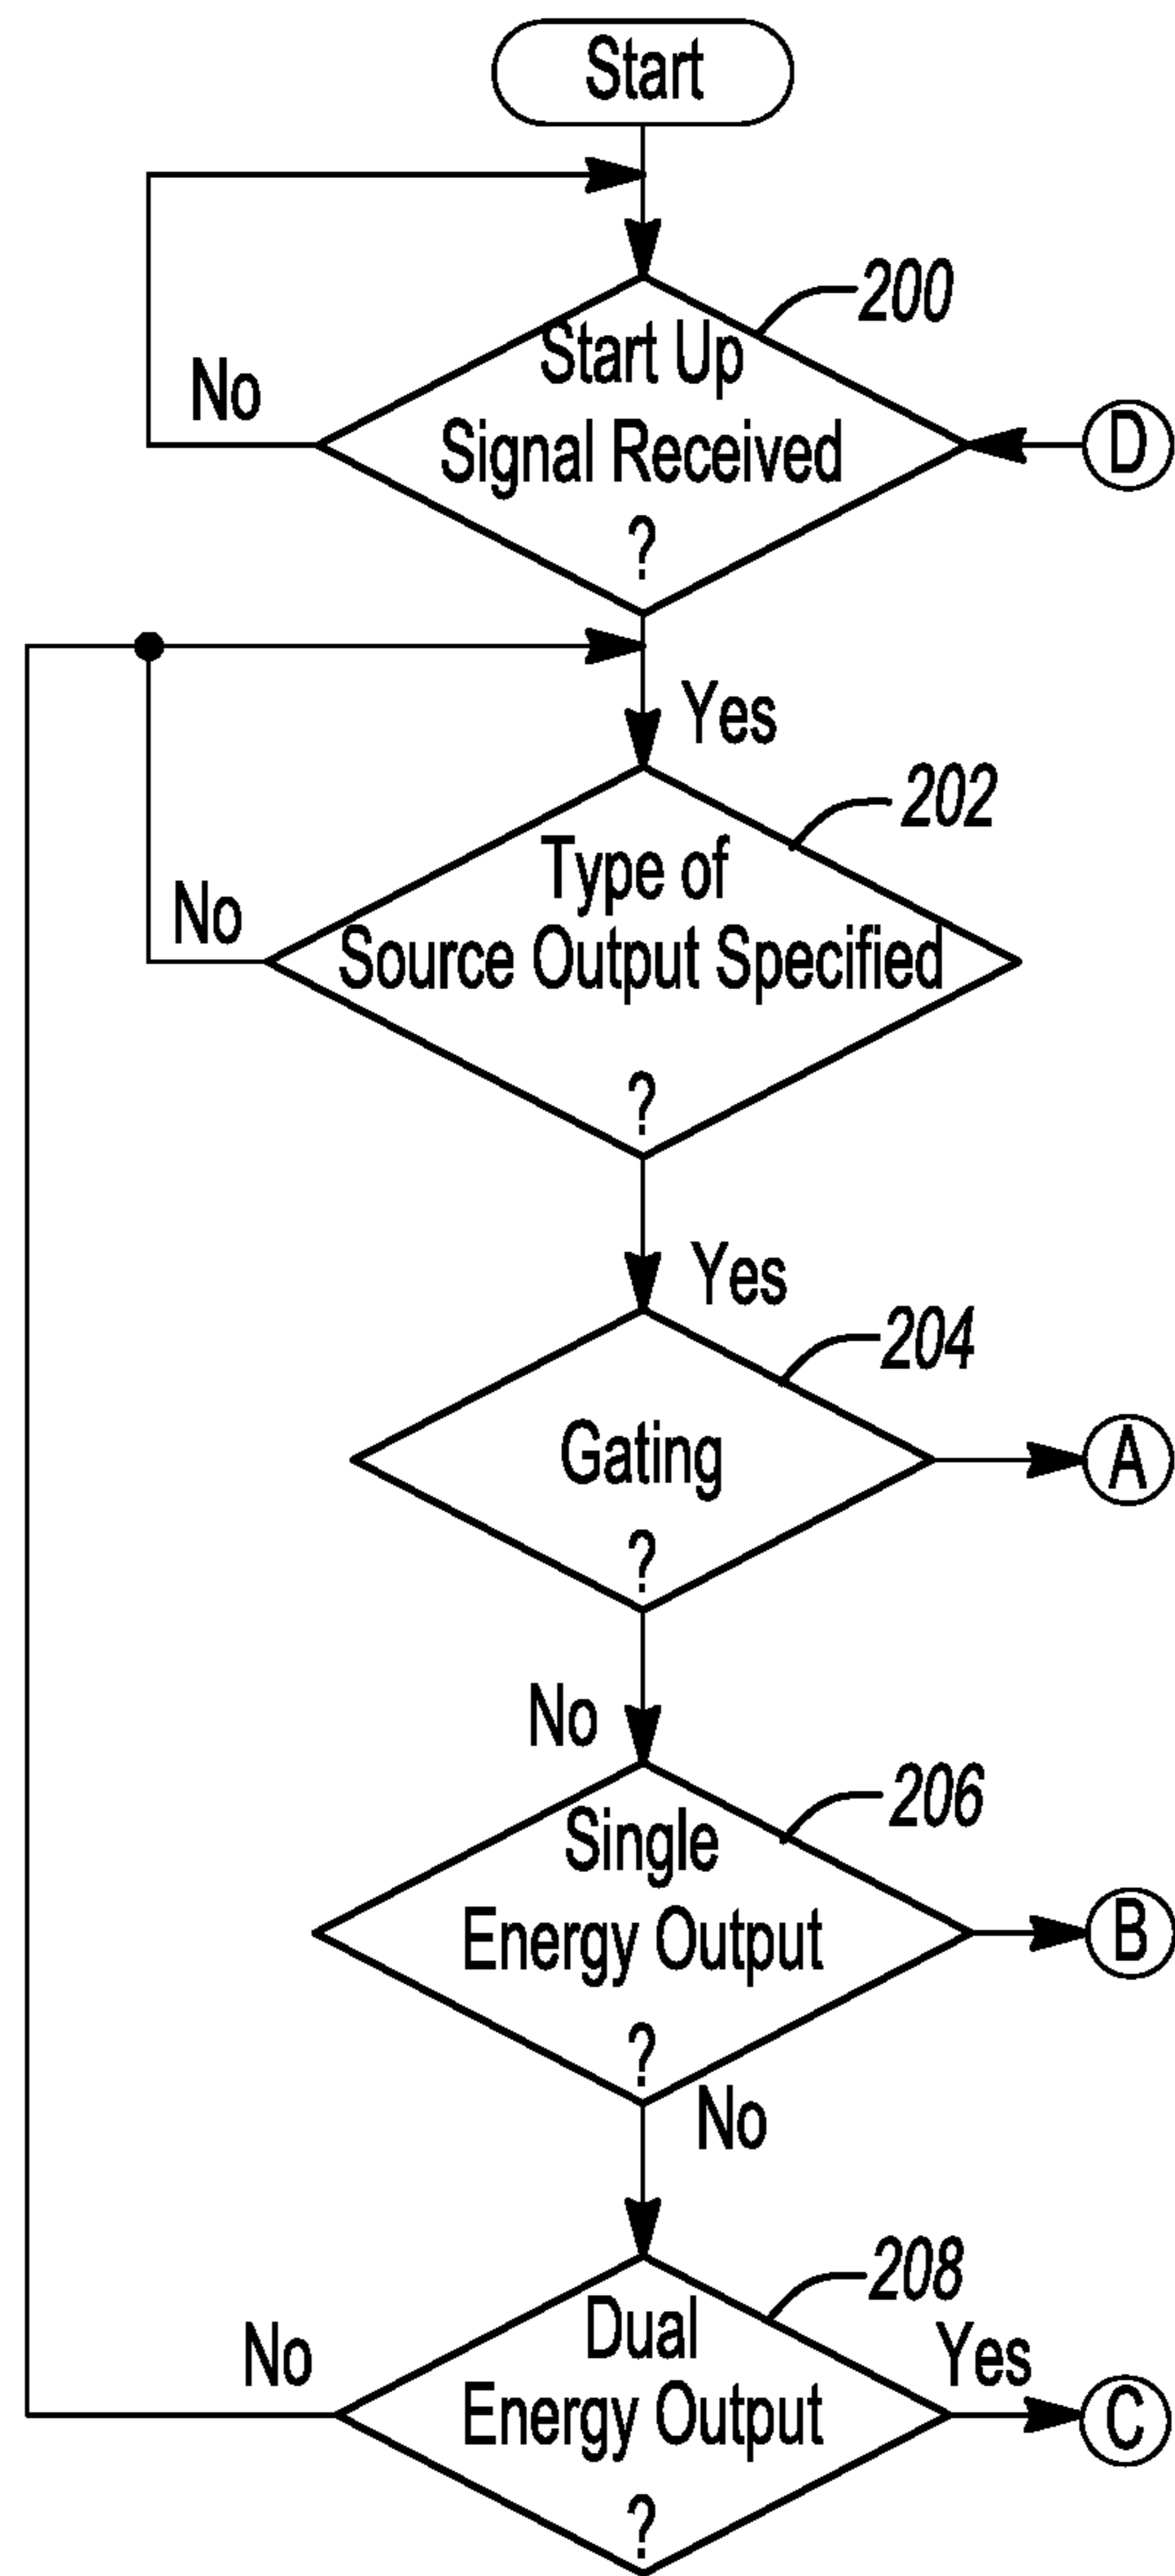 Start
200
Start Up
No
Signal Received
D
?
Yes
202
Type of
No
Source Output Specified
?
Yes
204
Gating
A
?
No
206
Single
Energy Output
B
?
No
208
Dual
No
Yes
Energy Output
C
?